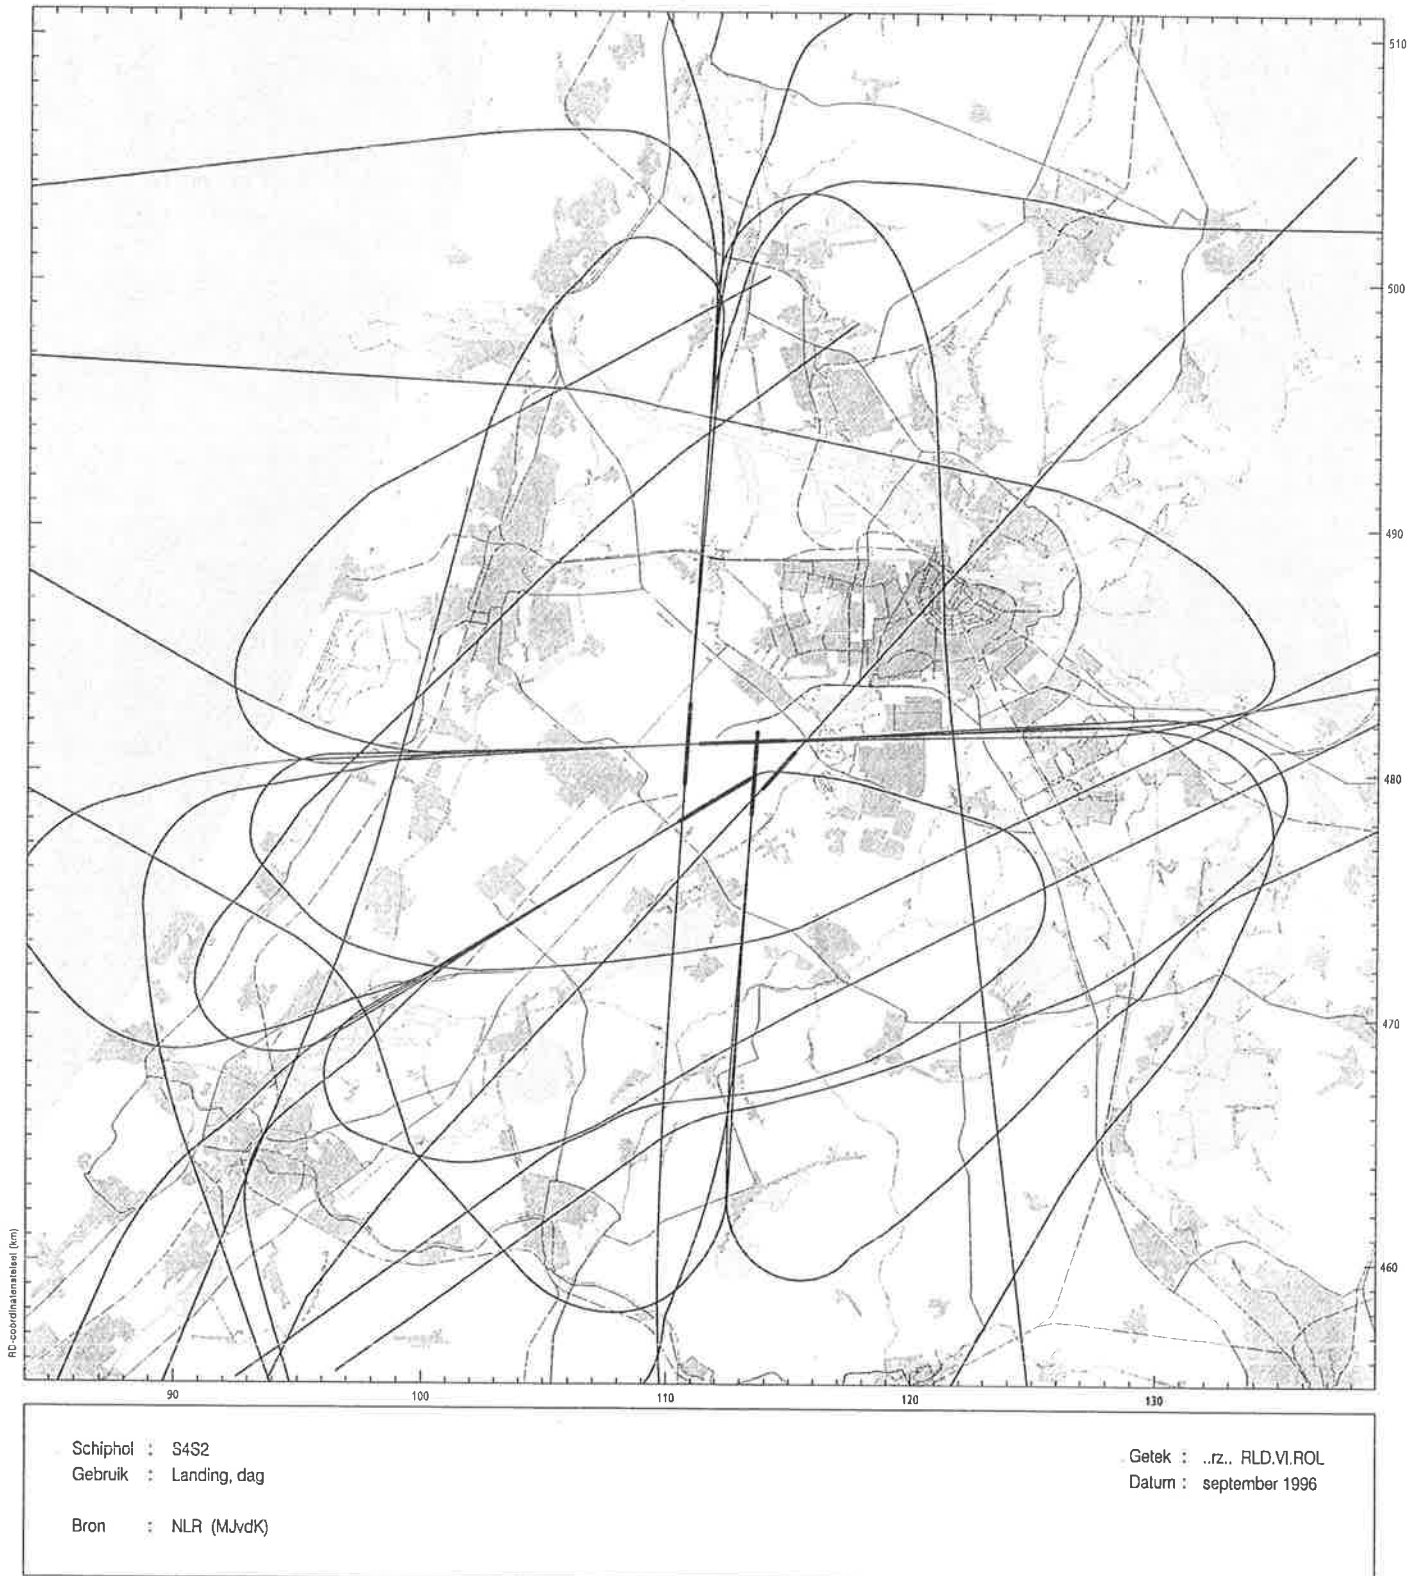 510
500
490
480
470
460
RD-coordinatenstelsel (km)
90 100 110 120 130
Schiphol : S4S2
Gebruik : Landing, dag
Bron : NLR (MJvdK)
Getek : ..rz.. RLD.VI.ROL
Datum : september 1996